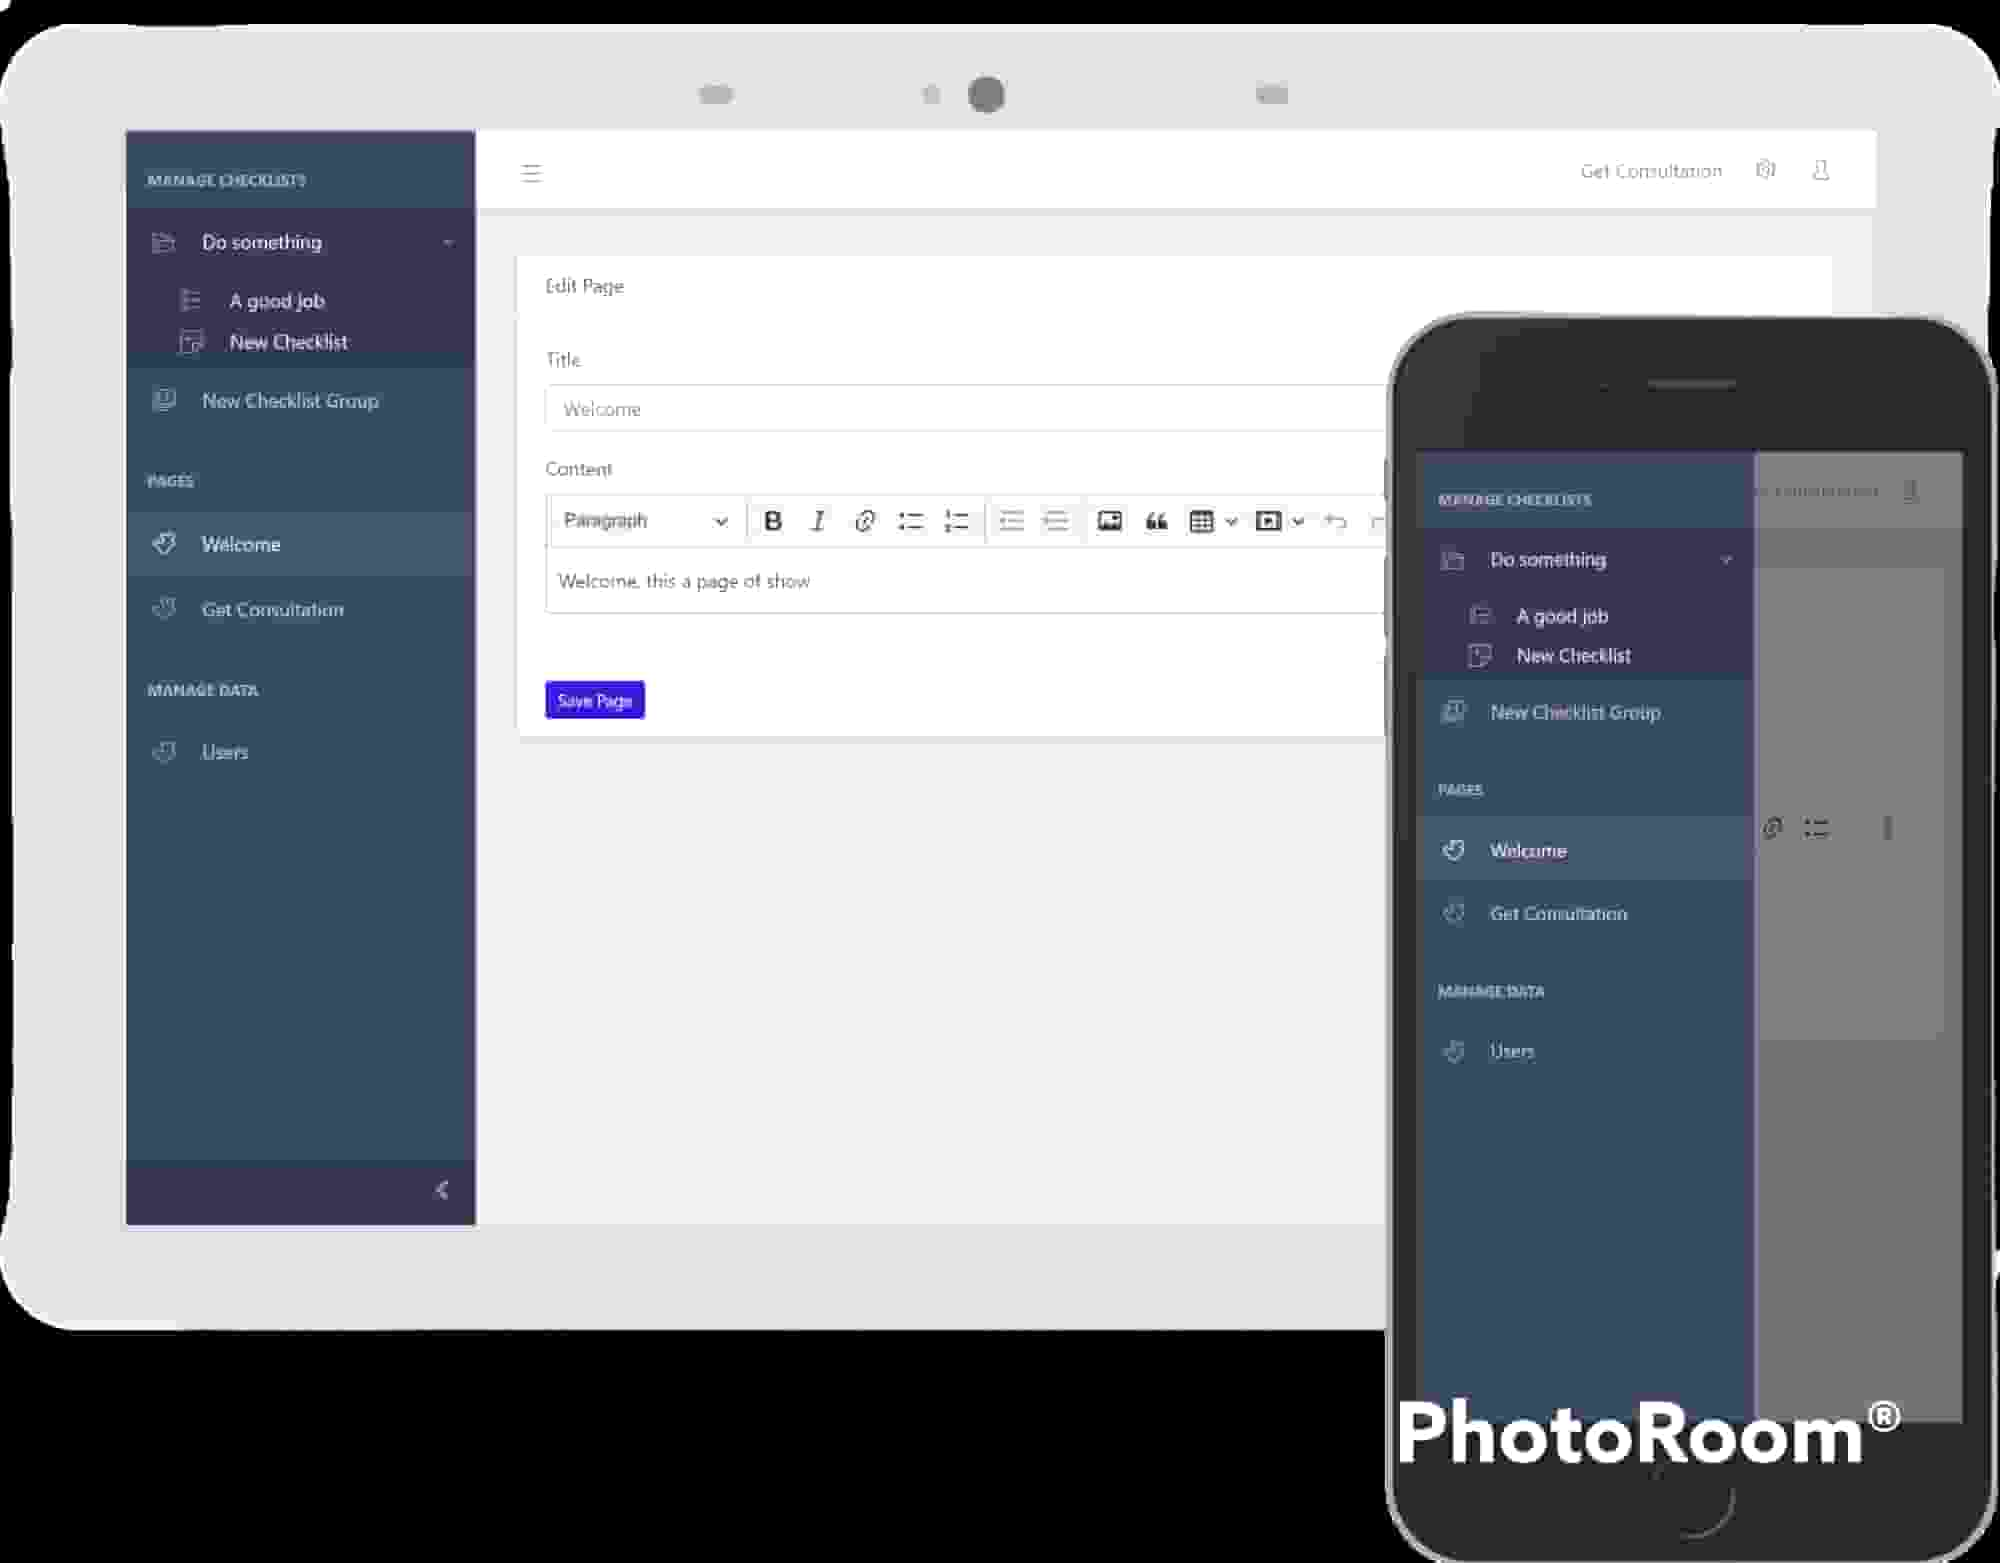 MANAGE CHECKLISTS
Get Consultation
Do something
A good job
New Checklist
New Checklist Group
PAGES
Welcome
Get Consultation
MANAGE DATA
Users
Edit Page
Title
Welcome
Content
Paragraph
B I
Welcome, this a page of show
Save Page
MANAGE CHECKLISTS
Do something
A good job
New Checklist
New Checklist Group
PAGES
Welcome
Get Consultation
MANAGE DATA
Users
PhotoRoom®